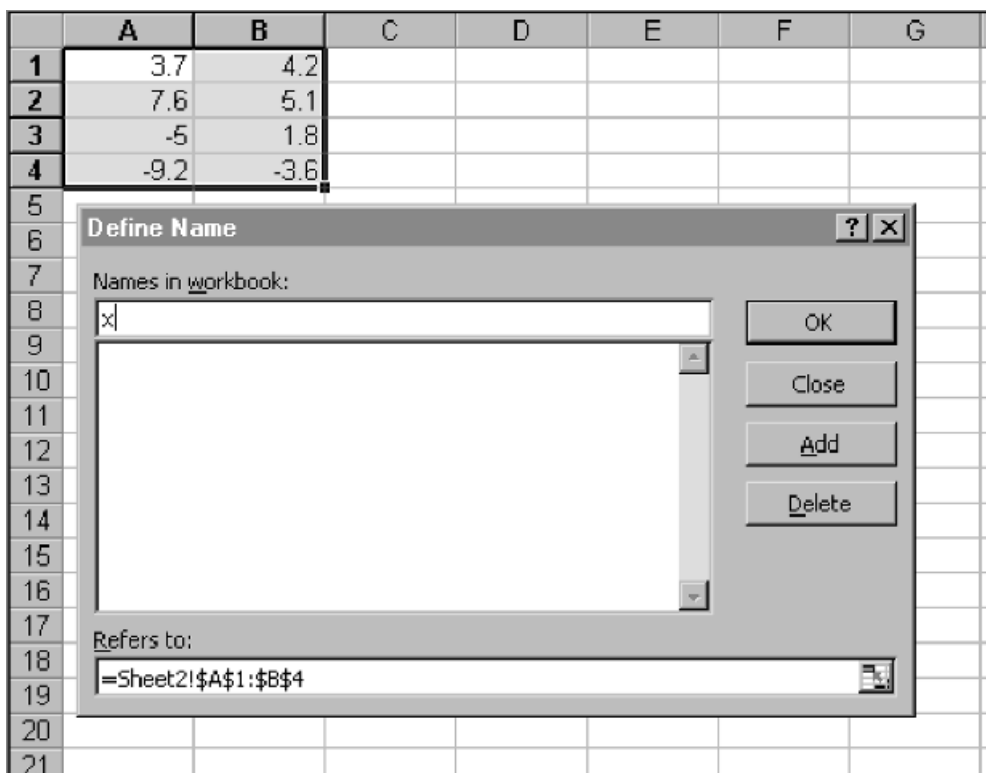 A B C D E F G
1 3.7 4.2
2 7.6 5.1
3 -5 1.8
4 -9.2 -3.6
5
6 Define Name ?
7 Names in workbook:
8 x OK
9
10 Close
11
12 Add
13
14 Delete
15
16
17 Refers to:
18
19 =Sheet2!$A$1:$B$4
20
21